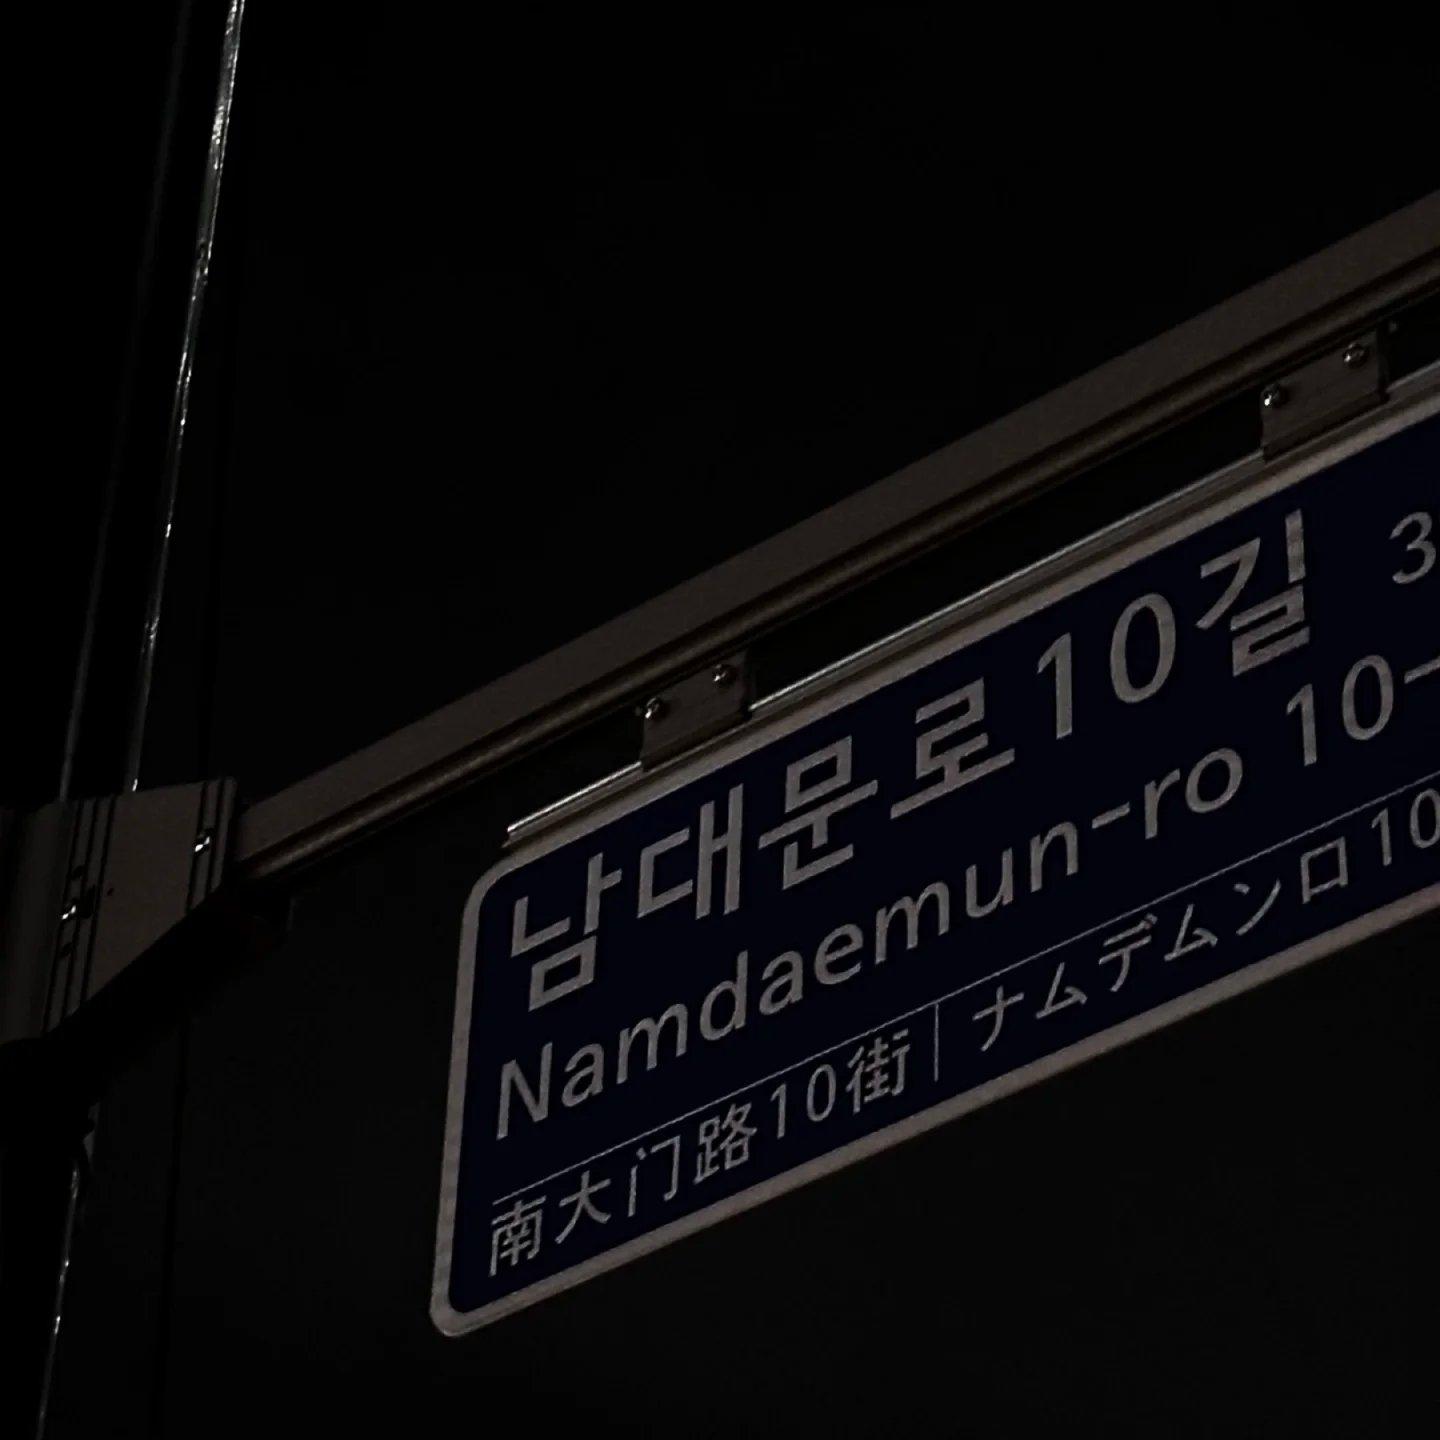 남대문로10길 3
Namdaemun-ro 10-
南大门路10街 | ナムデムンロ10